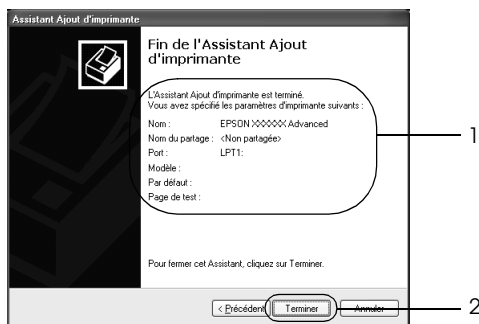 Assistant Ajout d'imprimante
Fin de l'Assistant Ajout
d'imprimante
L'Assistant Ajout d'imprimante est terminé.
Vous avez spécifié les paramètres d'imprimante suivants :
Nom : EPSON XXXXXX Advanced
Nom du partage : <Non partagée>
Port : LPT1:
Modèle :
Par défaut :
Page de test :
1
Pour fermer cet Assistant, cliquez sur Terminer.
< Précédent Terminer Annuler
2